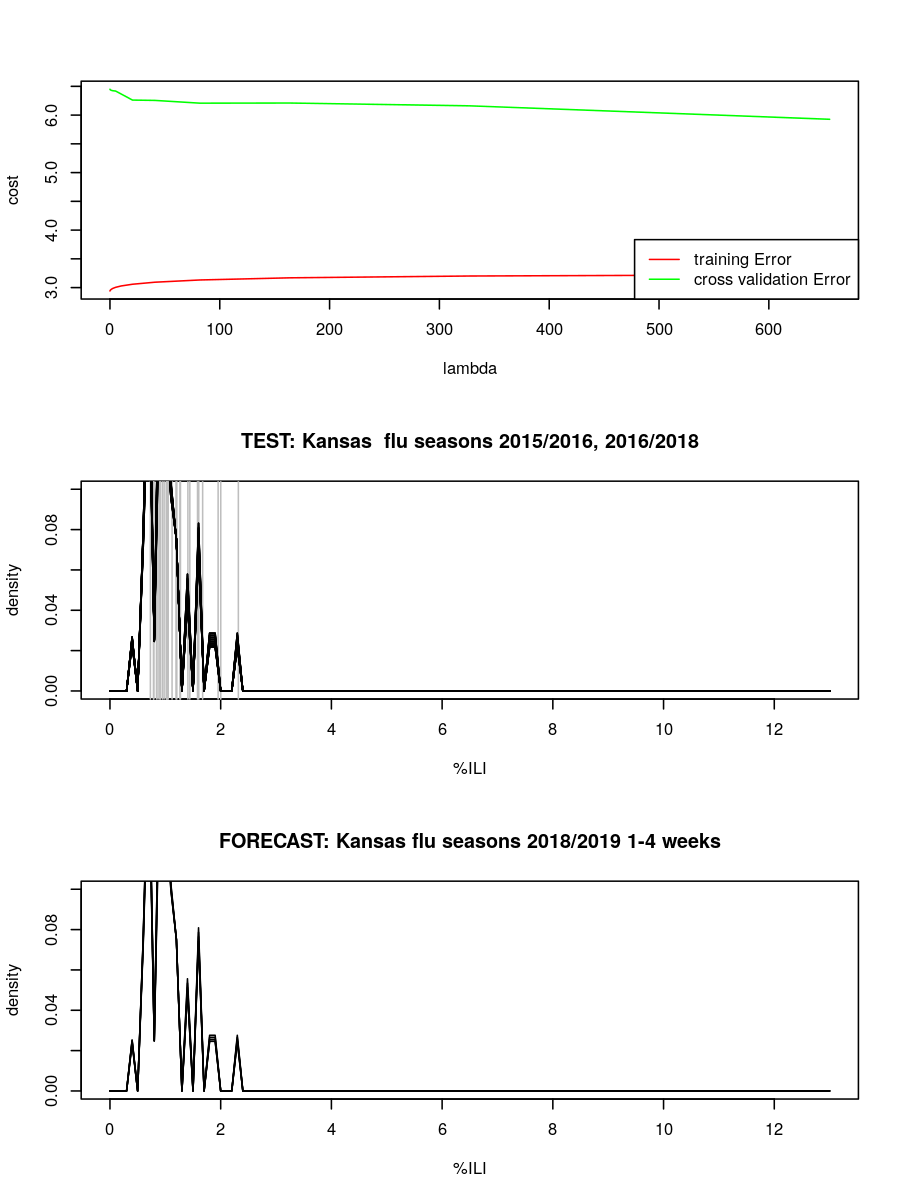 6.0
5.0
4.0
3.0
cost
training Error
cross validation Error
0 100 200 300 400 500 600
lambda
TEST: Kansas  flu seasons 2015/2016, 2016/2018
0.08
0.04
0.00
density
0 2 4 6 8 10 12
%ILI
FORECAST: Kansas flu seasons 2018/2019 1-4 weeks
0.08
0.04
0.00
density
0 2 4 6 8 10 12
%ILI